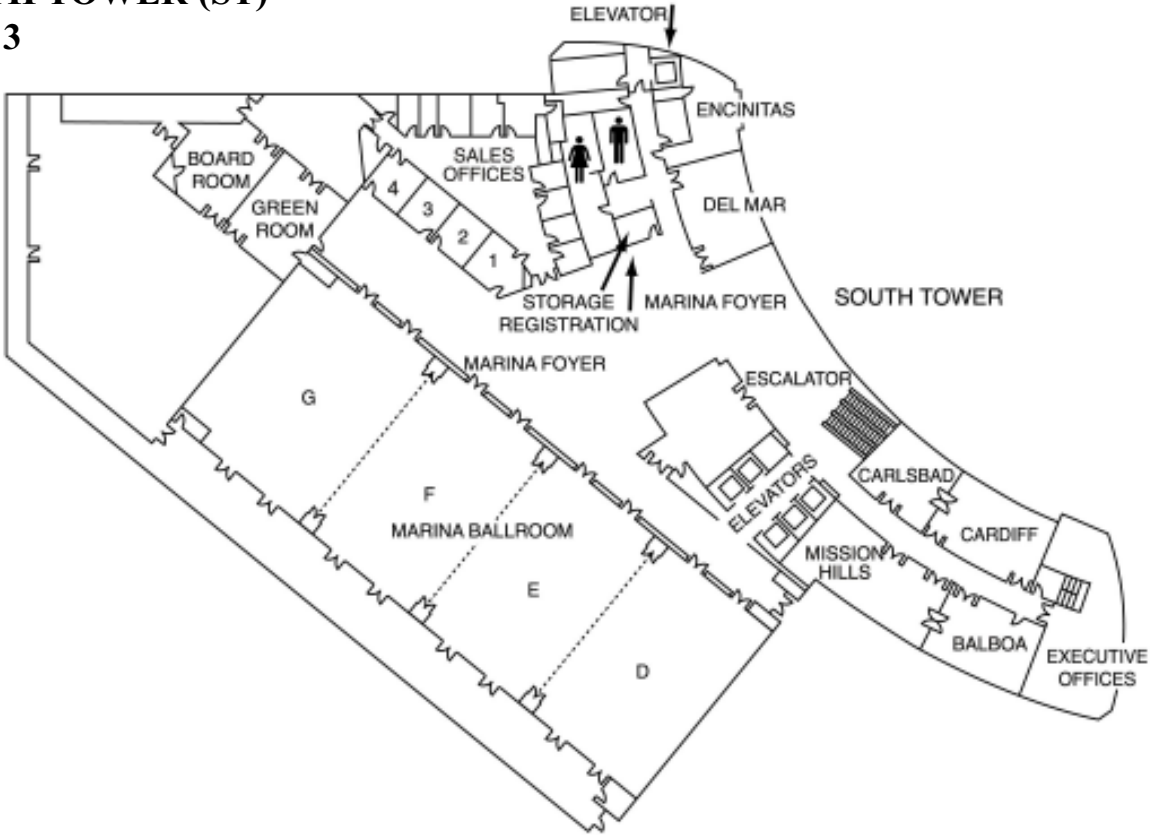 TOWER (ST)
3
ELEVATOR
ENCINITAS
BOARD
ROOM
SALES
OFFICES
4
3
2
1
GREEN
ROOM
DEL MAR
STORAGE
REGISTRATION
MARINA FOYER
SOUTH TOWER
MARINA FOYER
ESCALATOR
G
CARLSBAD
ELEVATORS
F
MARINA BALLROOM
CARDIFF
MISSION
HILLS
E
BALBOA
D
EXECUTIVE
OFFICES